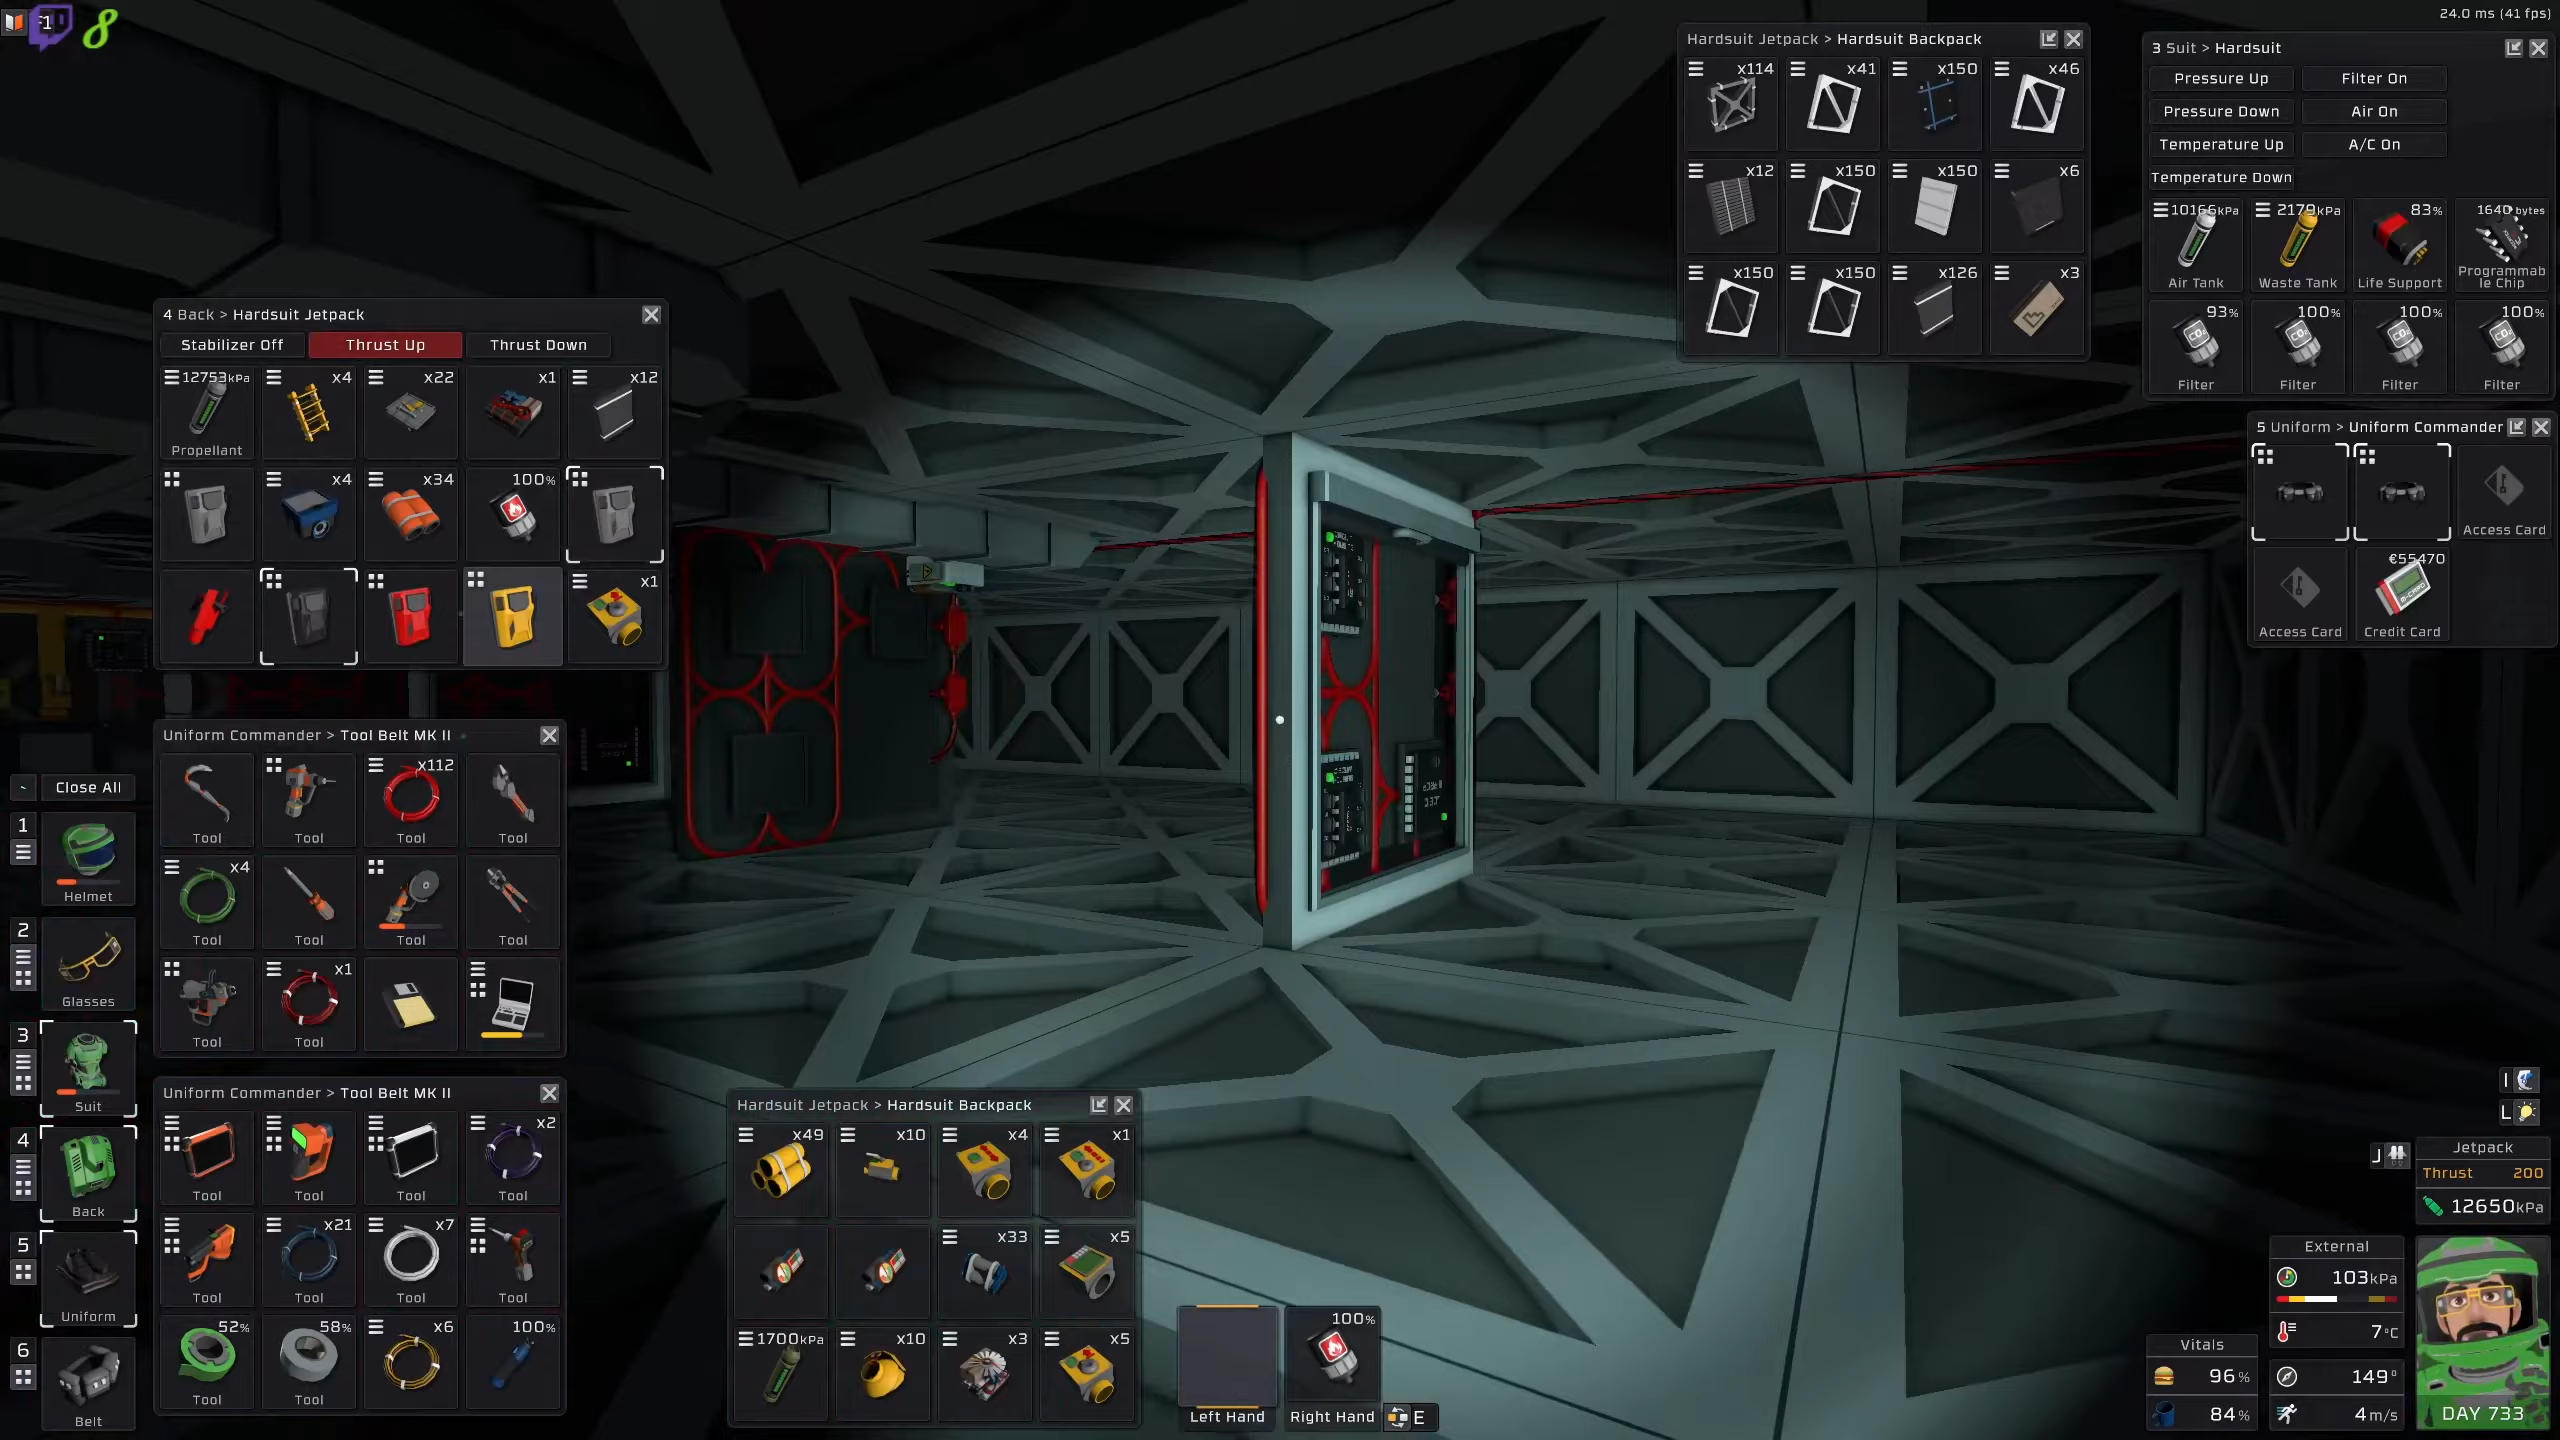 F1
24.0 ms (41 fps)
Hardsuit Jetpack > Hardsuit Backpack
x114
x41
x150
x46
x12
x150
x150
x6
x150
x150
x126
x3
3 Suit > Hardsuit
Pressure Up
Filter On
Pressure Down
Air On
Temperature Up
A/C On
Temperature Down
10166kPa
2179kPa
83%
1640 bytes
Air Tank
Waste Tank
Life Support
Programmab
le Chip
93%
100%
100%
100%
Filter
Filter
Filter
Filter
5 Uniform > Uniform Commander
Access Card
€55470
Access Card
Credit Card
4 Back > Hardsuit Jetpack
Stabilizer Off
Thrust Up
Thrust Down
12753kPa
x4
x22
x1
x12
Propellant
x4
x34
100%
x1
Uniform Commander > Tool Belt MK II
x112
Tool
Tool
Tool
Tool
x4
Tool
Tool
Tool
Tool
x1
Tool
Tool
Tool
Tool
~
Close All
1
Helmet
2
Glasses
3
Suit
4
Back
5
Uniform
6
Belt
Uniform Commander > Tool Belt MK II
x2
Tool
Tool
Tool
Tool
x21
x7
Tool
Tool
Tool
Tool
52%
58%
x6
100%
Tool
Tool
Tool
Tool
Hardsuit Jetpack > Hardsuit Backpack
x49
x10
x4
x1
x33
x5
1700kPa
x10
x3
x5
100%
Left Hand
Right Hand
E
I
L
J
Jetpack
Thrust 200
12650kPa
External
103kPa
7°C
Vitals
96%
149°
84%
4m/s
DAY 733